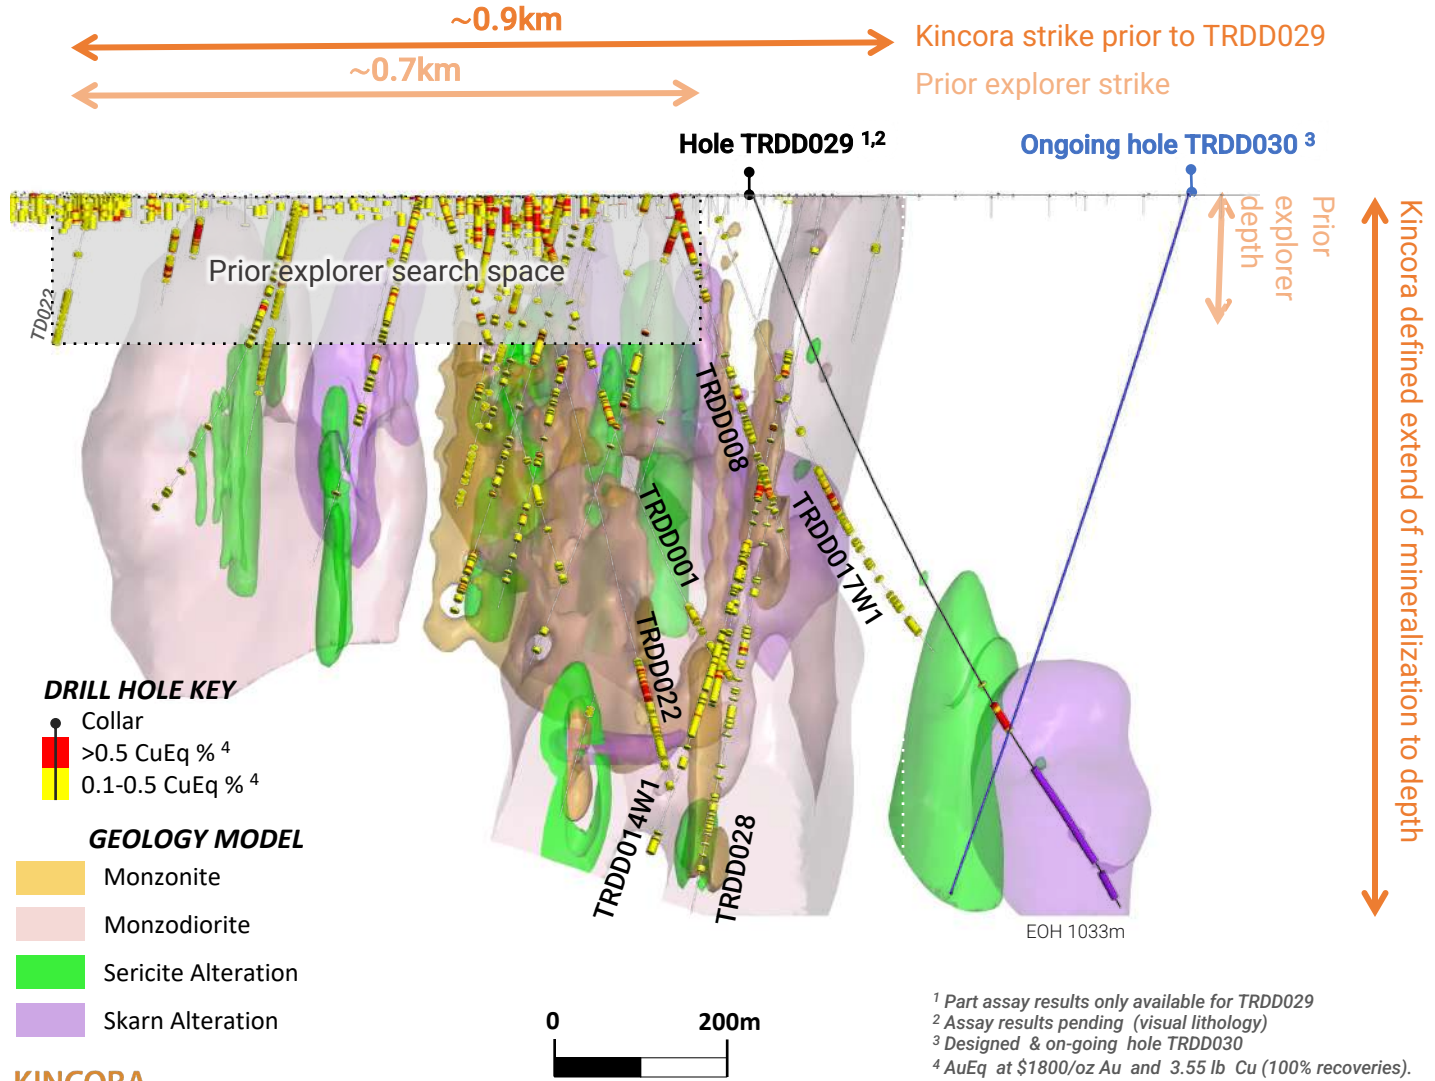 ~0.9km
Kincora strike prior to TRDD029
~0.7km
Prior explorer strike
Hole TRDD029 1,2
Ongoing hole TRDD030 3
Prior explorer search space
TD022
Prior
explorer
depth
Kincora defined extend of mineralization to depth
TRDD008
TRDD017W1
TRDD001
TRDD022
TRDD014W1
TRDD028
EOH 1033m
DRILL HOLE KEY
Collar
>0.5 CuEq % 4
0.1-0.5 CuEq % 4
GEOLOGY MODEL
Monzonite
Monzodiorite
Sericite Alteration
Skarn Alteration
KINCORA
0 200m
1 Part assay results only available for TRDD029
2 Assay results pending (visual lithology)
3 Designed & on-going hole TRDD030
4 AuEq at $1800/oz Au and 3.55 lb Cu (100% recoveries).